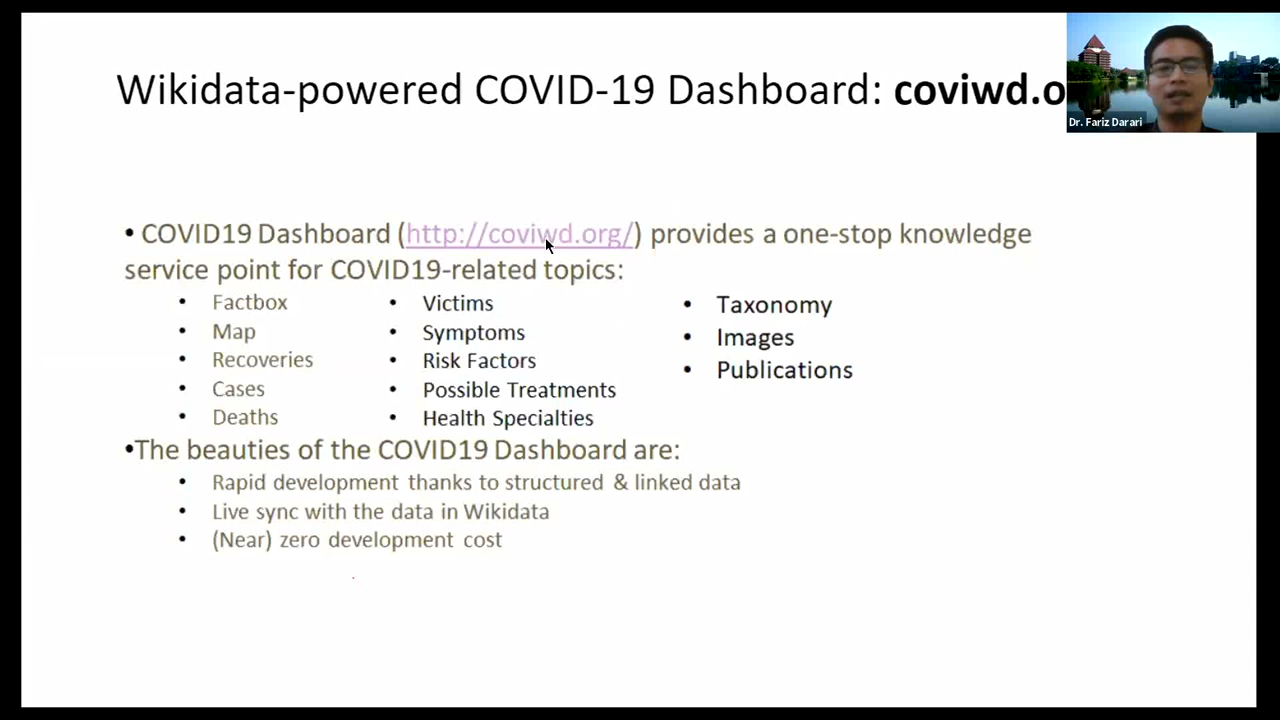 Wikidata-powered COVID-19 Dashboard: coviwd.o
Dr. Fariz Darari
• COVID19 Dashboard (http://coviwd.org/) provides a one-stop knowledge
service point for COVID19-related topics:
• Factbox
• Map
• Recoveries
• Cases
• Deaths
• Victims
• Symptoms
• Risk Factors
• Possible Treatments
• Health Specialties
• Taxonomy
• Images
• Publications
•The beauties of the COVID19 Dashboard are:
• Rapid development thanks to structured & linked data
• Live sync with the data in Wikidata
• (Near) zero development cost